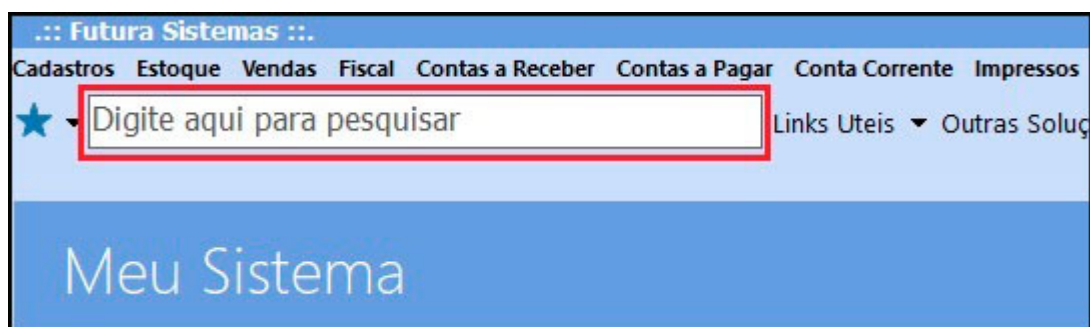 .:: Futura Sistemas ::.
Cadastros Estoque Vendas Fiscal Contas a Receber Contas a Pagar Conta Corrente Impressos
Digite aqui para pesquisar Links Uteis Outras
Meu Sistema